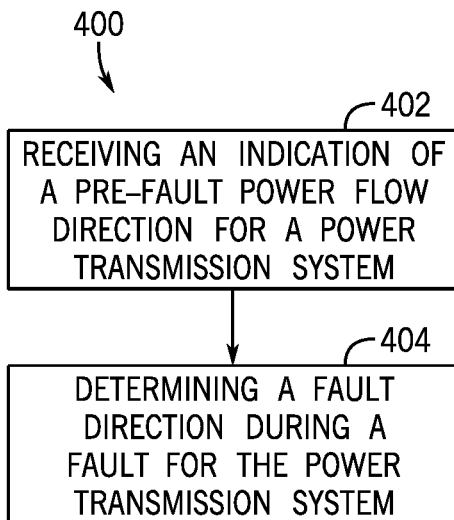 400
402
RECEIVING AN INDICATION OF
A PRE-FAULT POWER FLOW
DIRECTION FOR A POWER
TRANSMISSION SYSTEM
404
DETERMINING A FAULT
DIRECTION DURING A
FAULT FOR THE POWER
TRANSMISSION SYSTEM